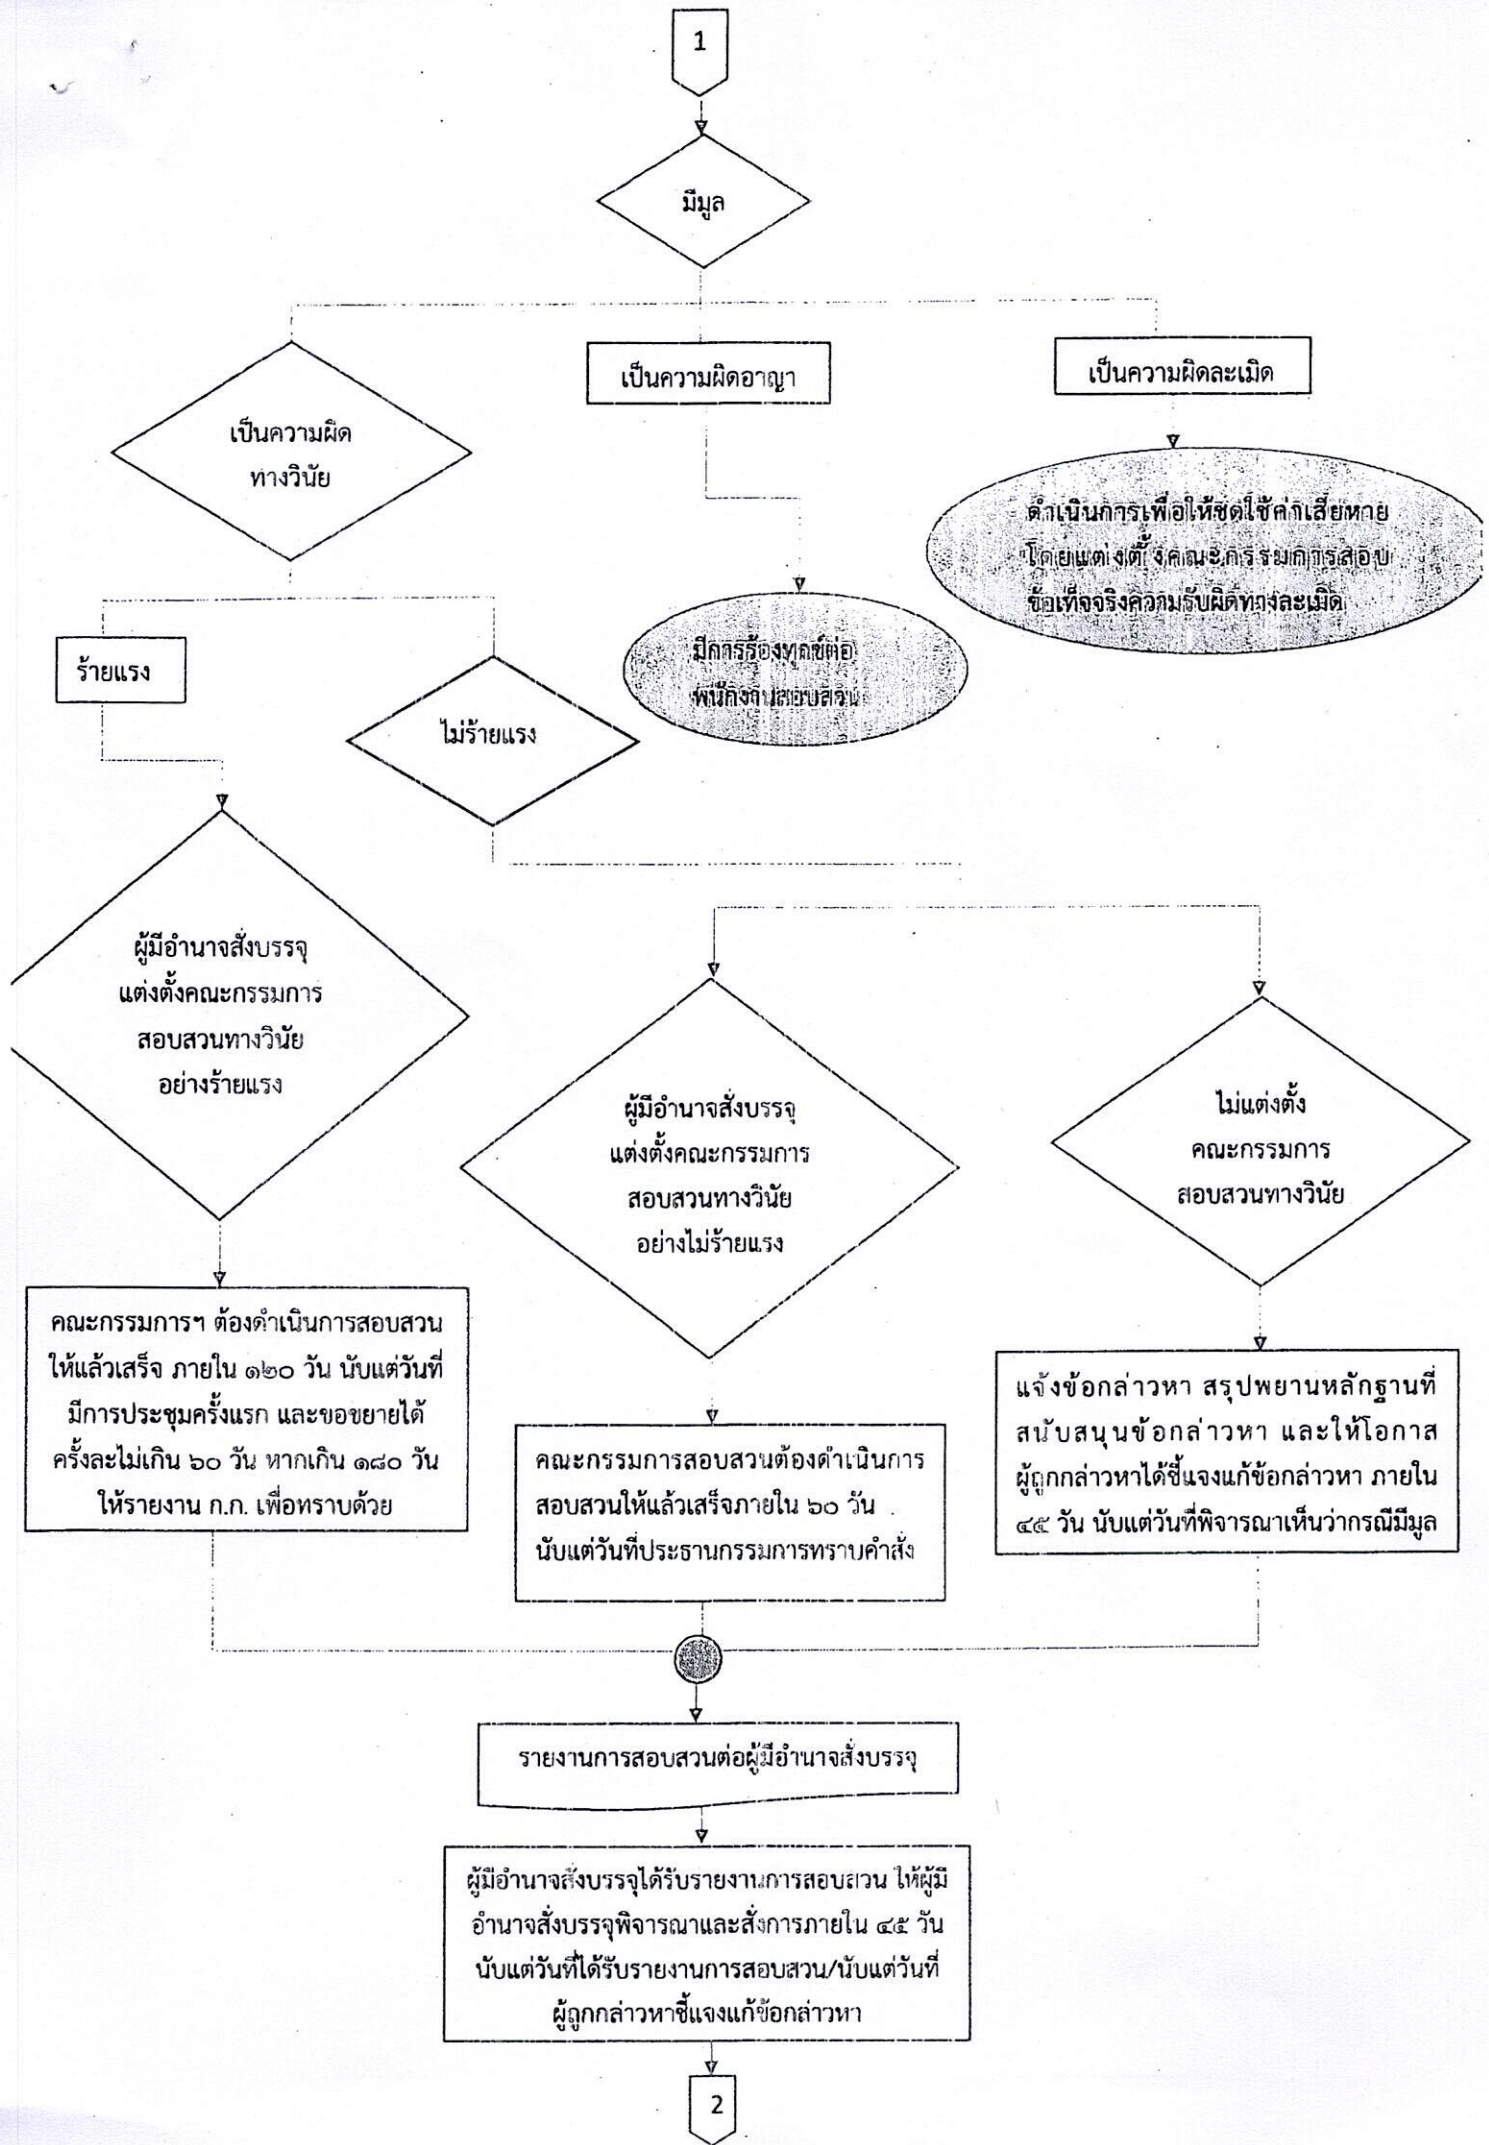 1
มีมูล
เป็นความผิด
ทางวินัย
เป็นความผิดอาญา
เป็นความผิดละเมิด
ดำเนินการเพื่อให้ชดใช้ค่าเสียหาย
โดยแต่งตั้งคณะกรรมการสอบ
ข้อเท็จจริงความรับผิดทางละเมิด
มีการร้องทุกข์ต่อ
พนักงานสอบสวน
ร้ายแรง
ไม่ร้ายแรง
ผู้มีอำนาจสั่งบรรจุ
แต่งตั้งคณะกรรมการ
สอบสวนทางวินัย
อย่างร้ายแรง
ผู้มีอำนาจสั่งบรรจุ
แต่งตั้งคณะกรรมการ
สอบสวนทางวินัย
อย่างไม่ร้ายแรง
ไม่แต่งตั้ง
คณะกรรมการ
สอบสวนทางวินัย
คณะกรรมการฯ ต้องดำเนินการสอบสวน
ให้แล้วเสร็จ ภายใน ๑๒๐ วัน นับแต่วันที่
มีการประชุมครั้งแรก และขอขยายได้
ครั้งละไม่เกิน ๖๐ วัน หากเกิน ๑๘๐ วัน
ให้รายงาน ก.ก. เพื่อทราบด้วย
คณะกรรมการสอบสวนต้องดำเนินการ
สอบสวนให้แล้วเสร็จภายใน ๖๐ วัน
นับแต่วันที่ประธานกรรมการทราบคำสั่ง
แจ้งข้อกล่าวหา สรุปพยานหลักฐานที่
สนับสนุนข้อกล่าวหา และให้โอกาส
ผู้ถูกกล่าวหาได้ชี้แจงแก้ข้อกล่าวหา ภายใน
๔๕ วัน นับแต่วันที่พิจารณาเห็นว่ากรณีมีมูล
รายงานการสอบสวนต่อผู้มีอำนาจสั่งบรรจุ
ผู้มีอำนาจสั่งบรรจุได้รับรายงานการสอบสวน ให้ผู้มี
อำนาจสั่งบรรจุพิจารณาและสั่งการภายใน ๔๕ วัน
นับแต่วันที่ได้รับรายงานการสอบสวน/นับแต่วันที่
ผู้ถูกกล่าวหาชี้แจงแก้ข้อกล่าวหา
2